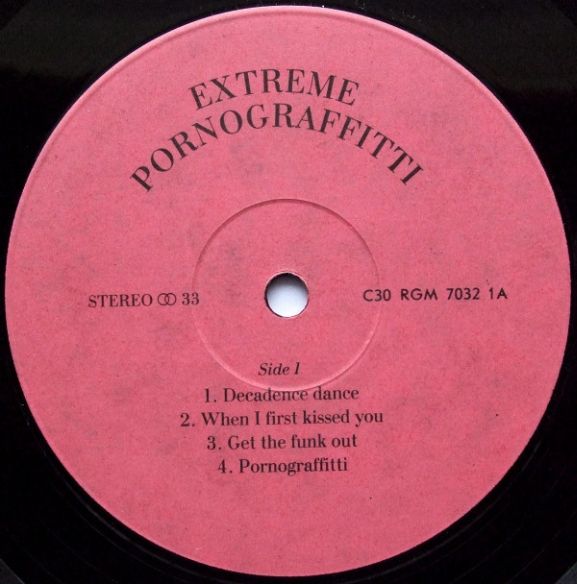 EXTREME
PORNOGRAFFITTI
STEREO 33
C30 RGM 7032 1A
Side I
1. Decadence dance
2. When I first kissed you
3. Get the funk out
4. Pornograffitti